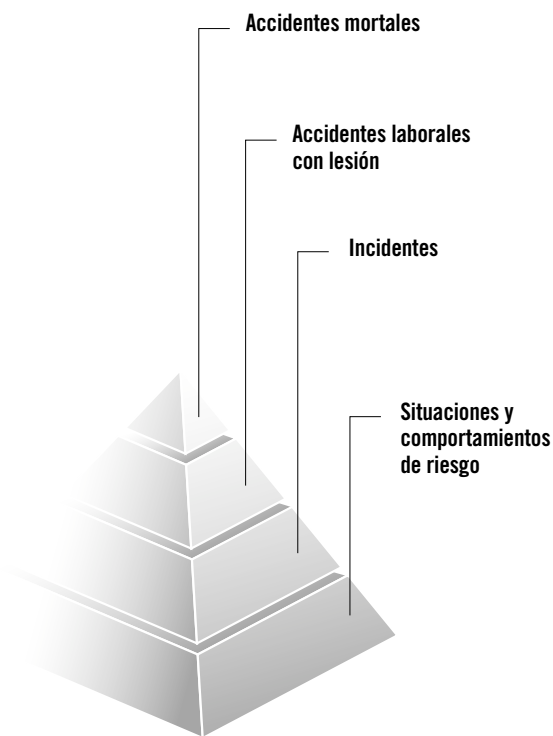 Accidentes mortales
Accidentes laborales
con lesión
Incidentes
Situaciones y
comportamientos
de riesgo